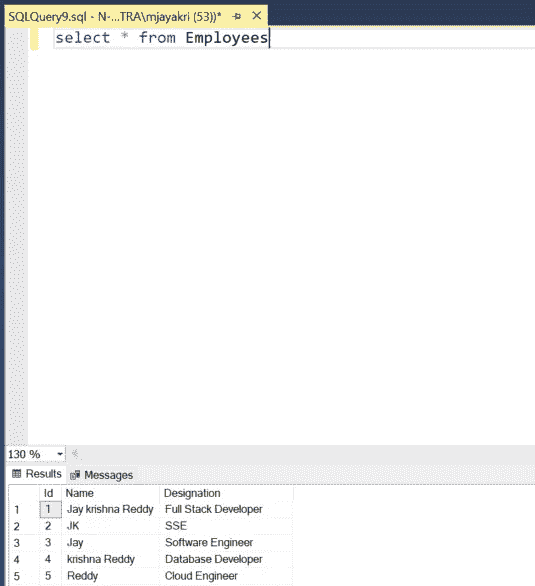 SQLQuery9.sql - N-...TRA\mjayakri (53))*
select * from Employees
130 %
Results Messages
Id Name Designation
1 1 Jay krishna Reddy Full Stack Developer
2 2 JK SSE
3 3 Jay Software Engineer
4 4 krishna Reddy Database Developer
5 5 Reddy Cloud Engineer